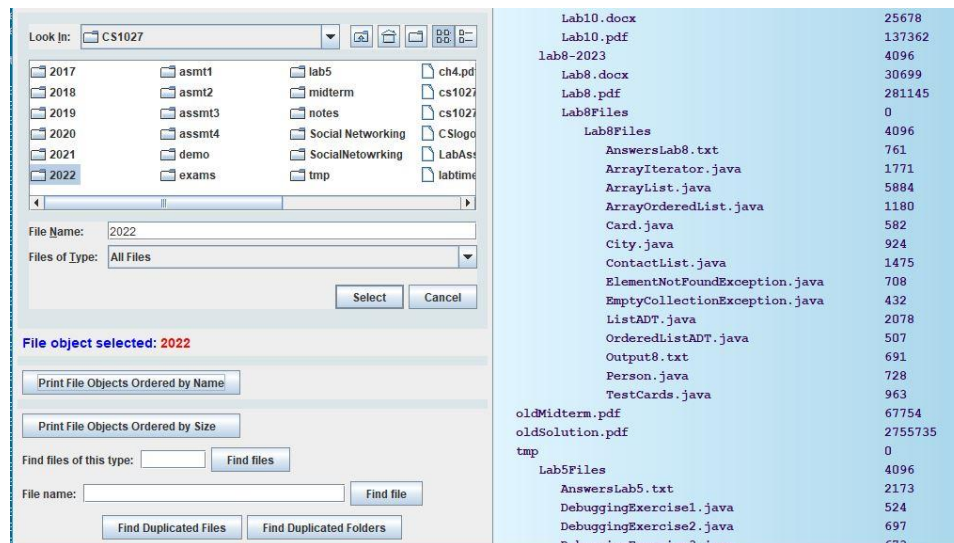 Look In: CS1027
2017 asmt1 lab5 ch4.pd
2018 asmt2 midterm cs1027
2019 assmt3 notes cs1027
2020 assmt4 Social Networking CSlogo
2021 demo SocialNetowrking LabAss
2022 exams tmp labtime
File Name: 2022
Files of Type: All Files
Select Cancel
File object selected: 2022
Print File Objects Ordered by Name
Print File Objects Ordered by Size
Find files of this type: Find files
File name: Find file
Find Duplicated Files Find Duplicated Folders
Lab10.docx 25678
Lab10.pdf 137362
lab8-2023 4096
Lab8.docx 30699
Lab8.pdf 281145
Lab8Files 0
Lab8Files 4096
AnswersLab8.txt 761
ArrayIterator.java 1771
ArrayList.java 5884
ArrayOrderedList.java 1180
Card.java 582
City.java 924
ContactList.java 1475
ElementNotFoundException.java 708
EmptyCollectionException.java 432
ListADT.java 2078
OrderedListADT.java 507
Output8.txt 691
Person.java 728
TestCards.java 963
oldMidterm.pdf 67754
oldSolution.pdf 2755735
tmp 0
Lab5Files 4096
AnswersLab5.txt 2173
DebuggingExercise1.java 524
DebuggingExercise2.java 697